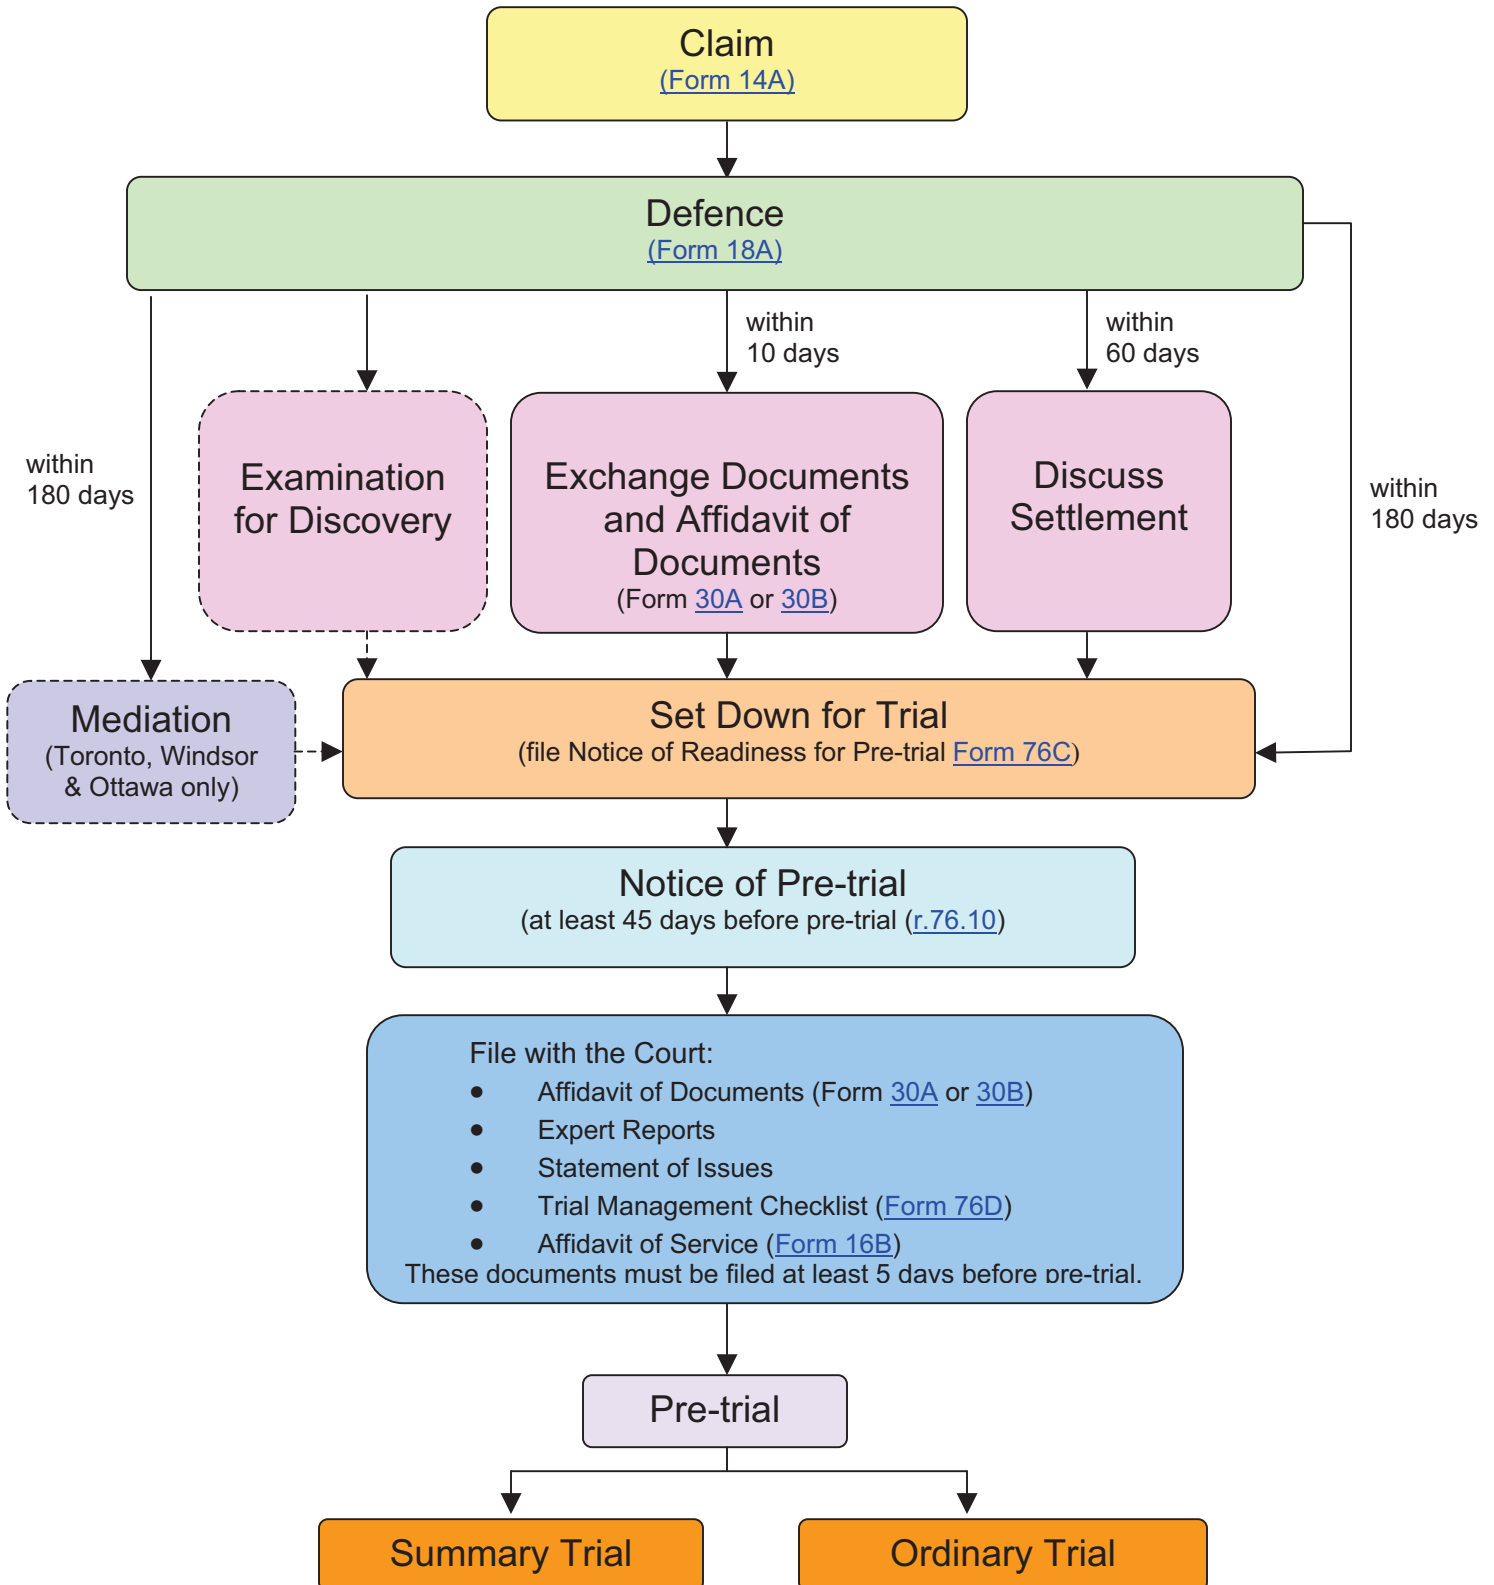 Claim
(Form 14A)
Defence
(Form 18A)
within
10 days
within
60 days
within
180 days
Examination
for Discovery
Exchange Documents
and Affidavit of
Documents
(Form 30A or 30B)
Discuss
Settlement
within
180 days
Mediation
(Toronto, Windsor
& Ottawa only)
Set Down for Trial
(file Notice of Readiness for Pre-trial Form 76C)
Notice of Pre-trial
(at least 45 days before pre-trial (r.76.10)
File with the Court:
● Affidavit of Documents (Form 30A or 30B)
● Expert Reports
● Statement of Issues
● Trial Management Checklist (Form 76D)
● Affidavit of Service (Form 16B)
These documents must be filed at least 5 days before pre-trial.
Pre-trial
Summary Trial
Ordinary Trial